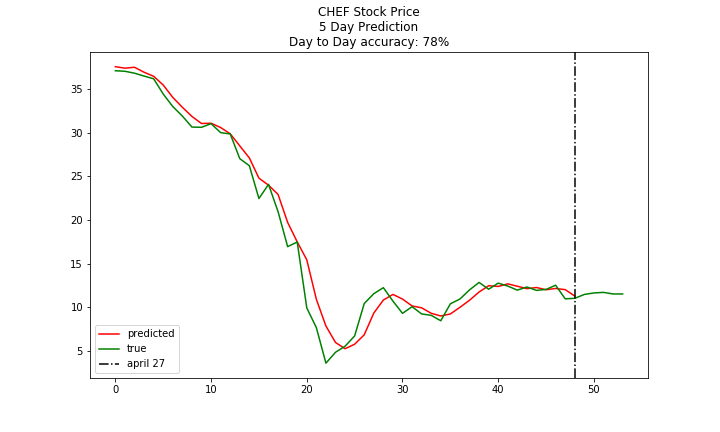 CHEF Stock Price
5 Day Prediction
Day to Day accuracy: 78%
35
30
25
20
15
10
5
predicted
true
april 27
0 10 20 30 40 50